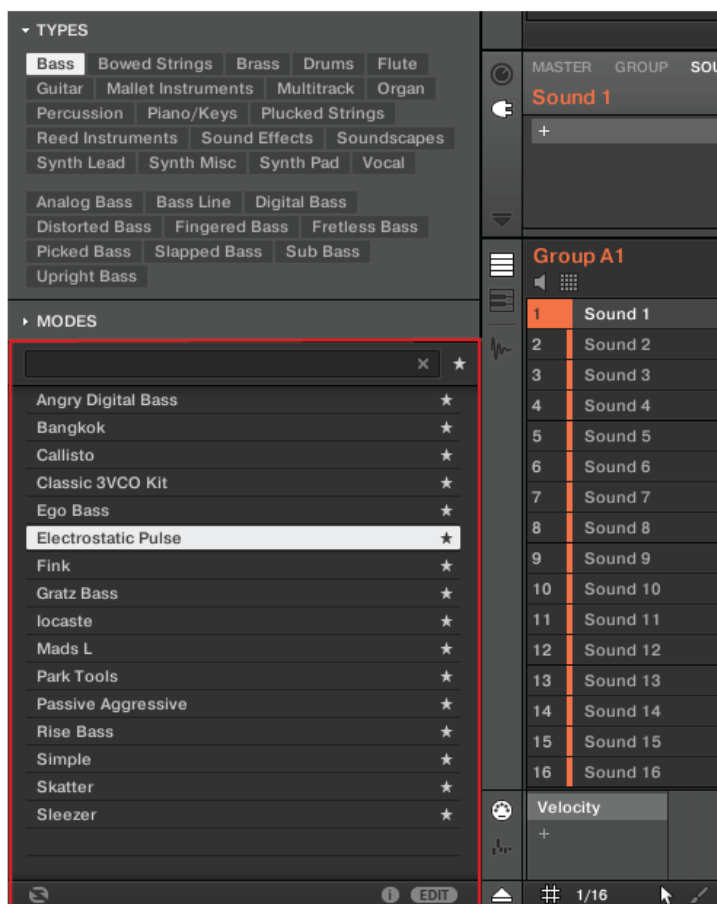 TYPES
Bass Bowed Strings Brass Drums Flute
Guitar Mallet Instruments Multitrack Organ
Percussion Piano/Keys Plucked Strings
Reed Instruments Sound Effects Soundscapes
Synth Lead Synth Misc Synth Pad Vocal
Analog Bass Bass Line Digital Bass
Distorted Bass Fingered Bass Fretless Bass
Picked Bass Slapped Bass Sub Bass
Upright Bass
MODES
Angry Digital Bass
Bangkok
Callisto
Classic 3VCO Kit
Ego Bass
Electrostatic Pulse
Fink
Gratz Bass
locaste
Mads L
Park Tools
Passive Aggressive
Rise Bass
Simple
Skatter
Sleezer
EDIT
MASTER GROUP SOU
Sound 1
+
Group A1
1 Sound 1
2 Sound 2
3 Sound 3
4 Sound 4
5 Sound 5
6 Sound 6
7 Sound 7
8 Sound 8
9 Sound 9
10 Sound 10
11 Sound 11
12 Sound 12
13 Sound 13
14 Sound 14
15 Sound 15
16 Sound 16
Velocity
+
1/16